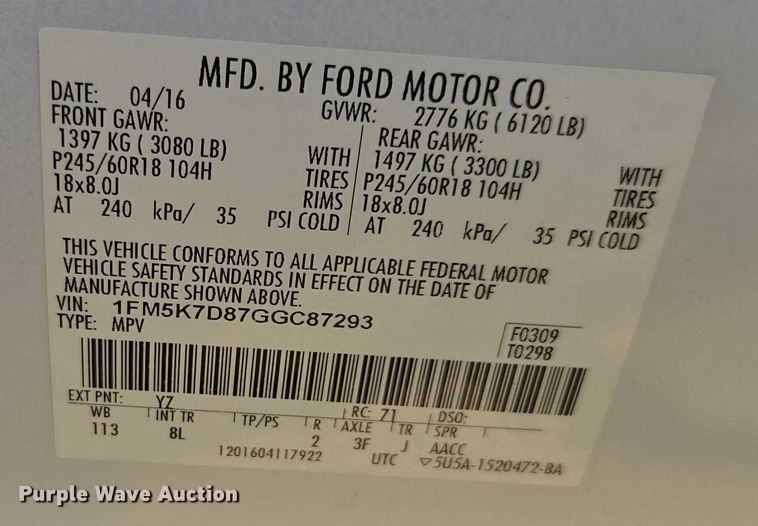 MFD. BY FORD MOTOR CO.
DATE: 04/16 GVWR: 2776 KG ( 6120 LB)
FRONT GAWR: REAR GAWR:
1397 KG ( 3080 LB) WITH 1497 KG ( 3300 LB) WITH
P245/60R18 104H TIRES P245/60R18 104H TIRES
18x8.0J RIMS 18x8.0J RIMS
AT 240 kPa/ 35 PSI COLD AT 240 kPa/ 35 PSI COLD
THIS VEHICLE CONFORMS TO ALL APPLICABLE FEDERAL MOTOR
VEHICLE SAFETY STANDARDS IN EFFECT ON THE DATE OF
MANUFACTURE SHOWN ABOVE.
VIN: 1FM5K7D87GGC87293
TYPE: MPV
F0309
T0298
EXT PNT: YZ RC: 71 DSO:
WB INT TR TP/PS R AXLE TR SPR
113 8L 2 3F J AACC
1201604117922 UTC ▽5U5A-1520472-BA
Purple Wave Auction